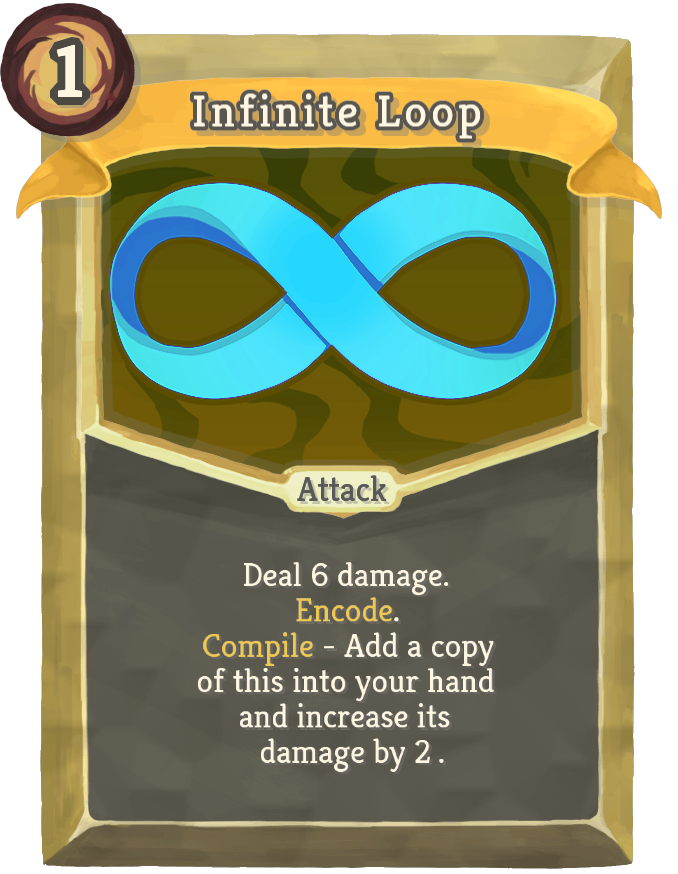 1
Infinite Loop
Attack
Deal 6 damage.
Encode.
Compile - Add a copy
of this into your hand
and increase its
damage by 2 .